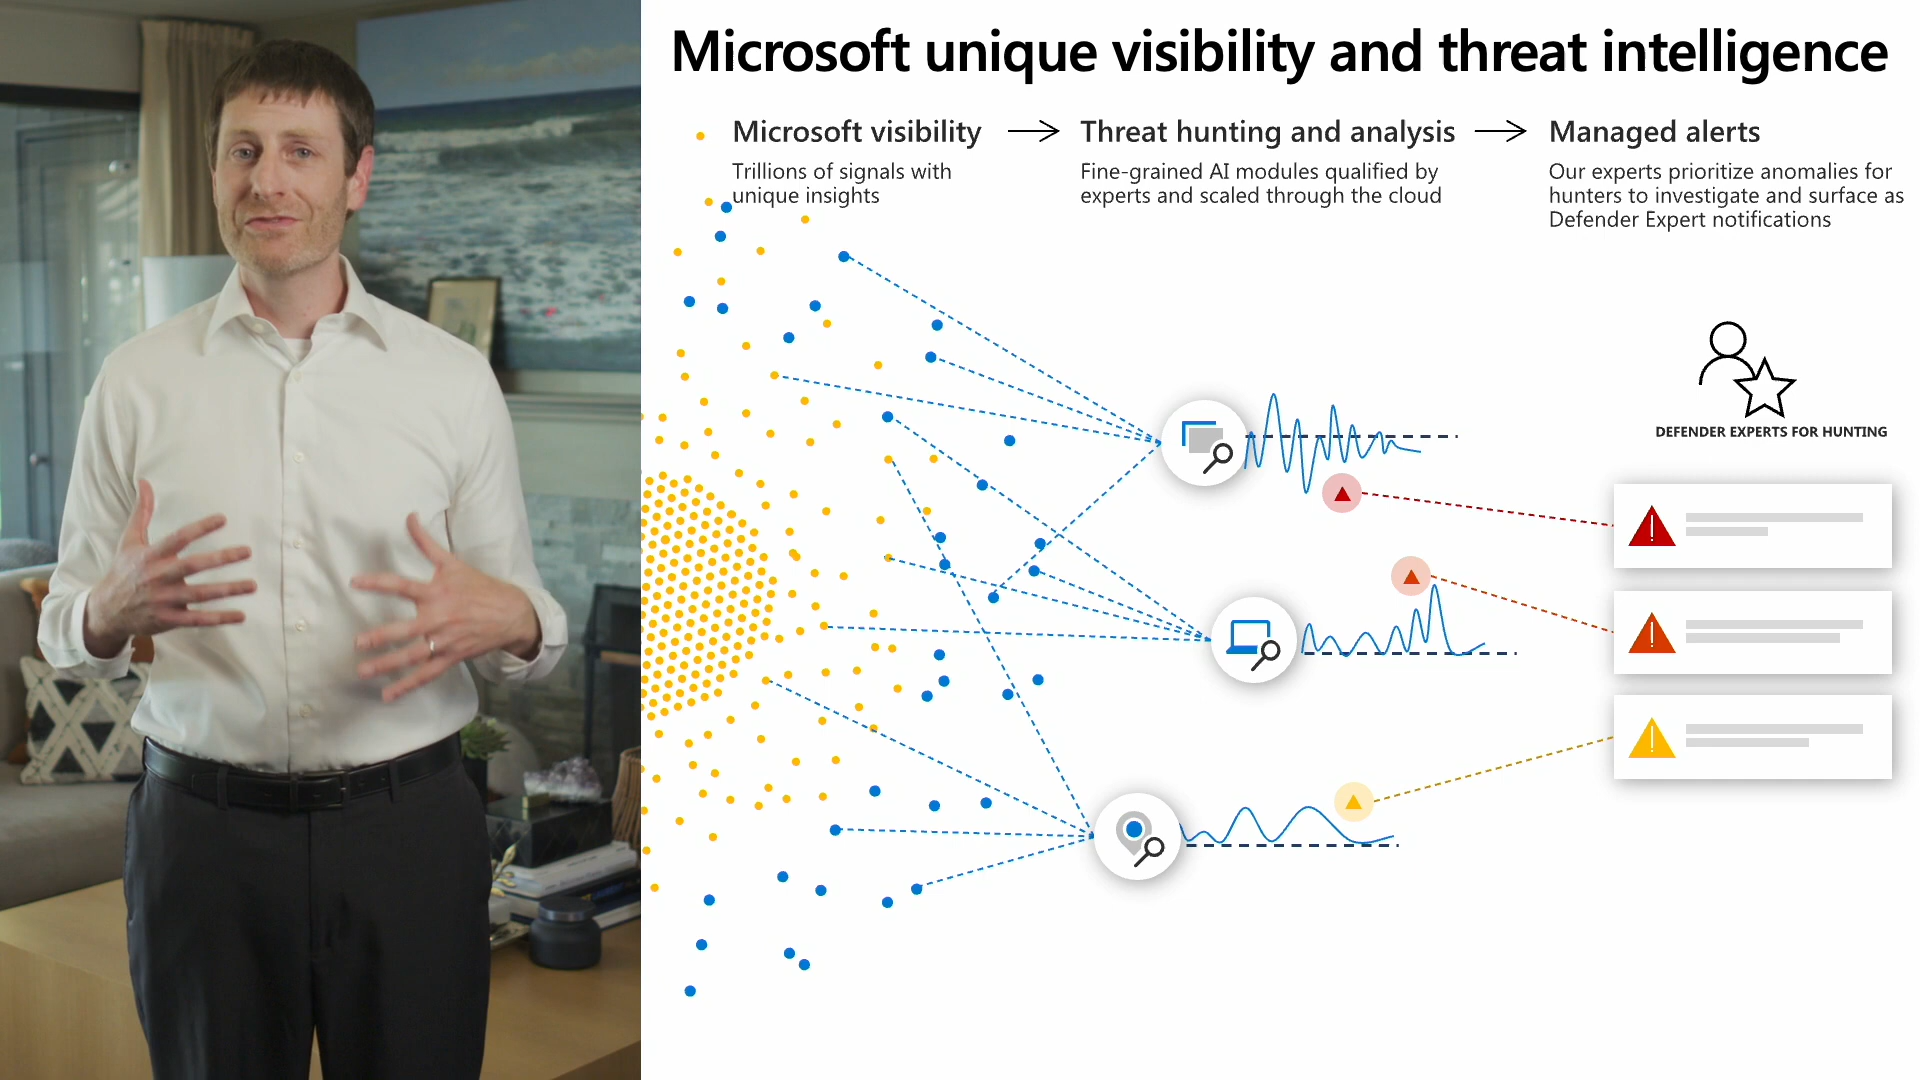 Microsoft unique visibility and threat intelligence
Microsoft visibility
Trillions of signals with
unique insights
Threat hunting and analysis
Fine-grained AI modules qualified by
experts and scaled through the cloud
Managed alerts
Our experts prioritize anomalies for
hunters to investigate and surface as
Defender Expert notifications
DEFENDER EXPERTS FOR HUNTING